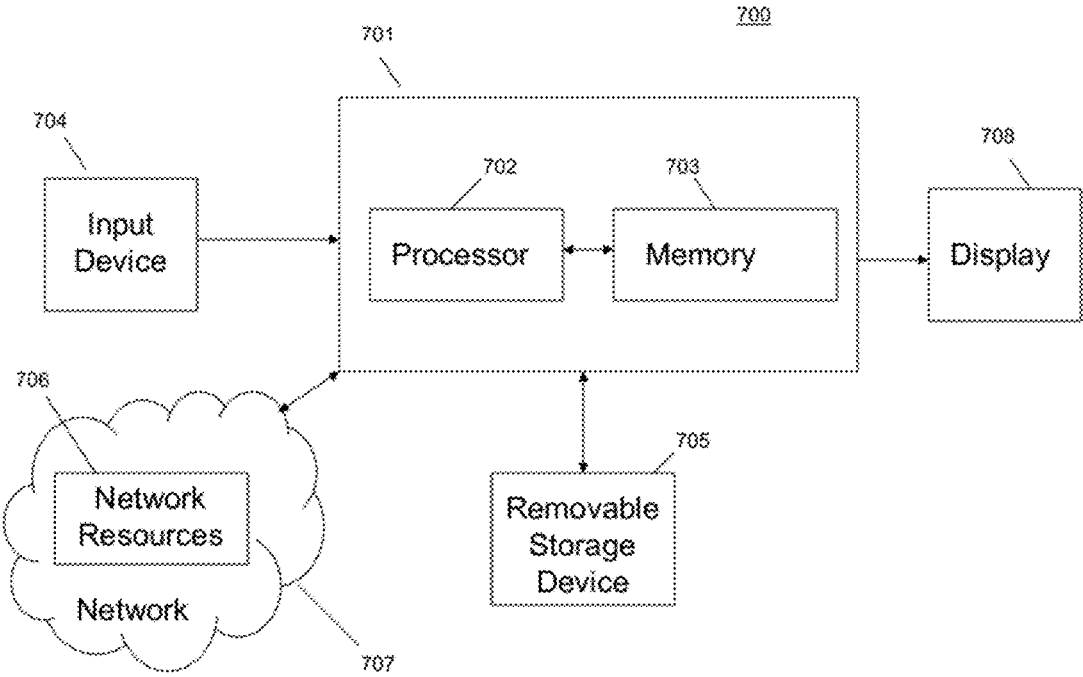 700
701
704
Input
Device
702
Processor
703
Memory
708
Display
706
Network
Resources
Network
707
705
Removable
Storage
Device